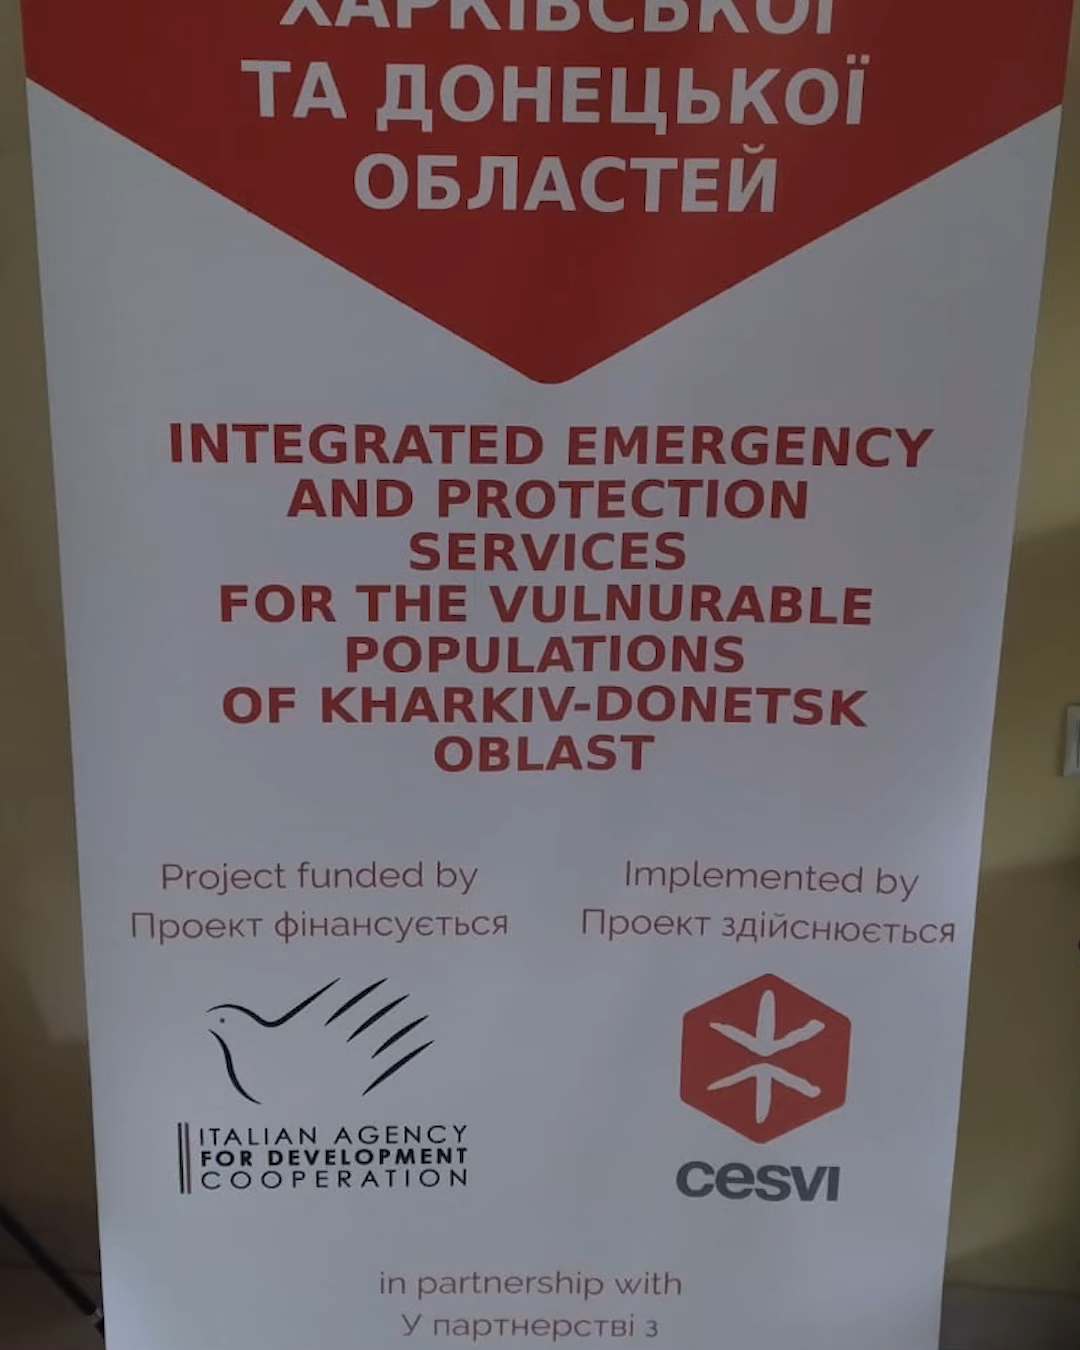 ХАРКІВСЬКОЇ
ТА ДОНЕЦЬКОЇ
ОБЛАСТЕЙ
INTEGRATED EMERGENCY
AND PROTECTION
SERVICES
FOR THE VULNURABLE
POPULATIONS
OF KHARKIV-DONETSK
OBLAST
Project funded by
Проект фінансується
ITALIAN AGENCY
FOR DEVELOPMENT
COOPERATION
Implemented by
Проект здійснюється
cesvi
in partnership with
У партнерстві з